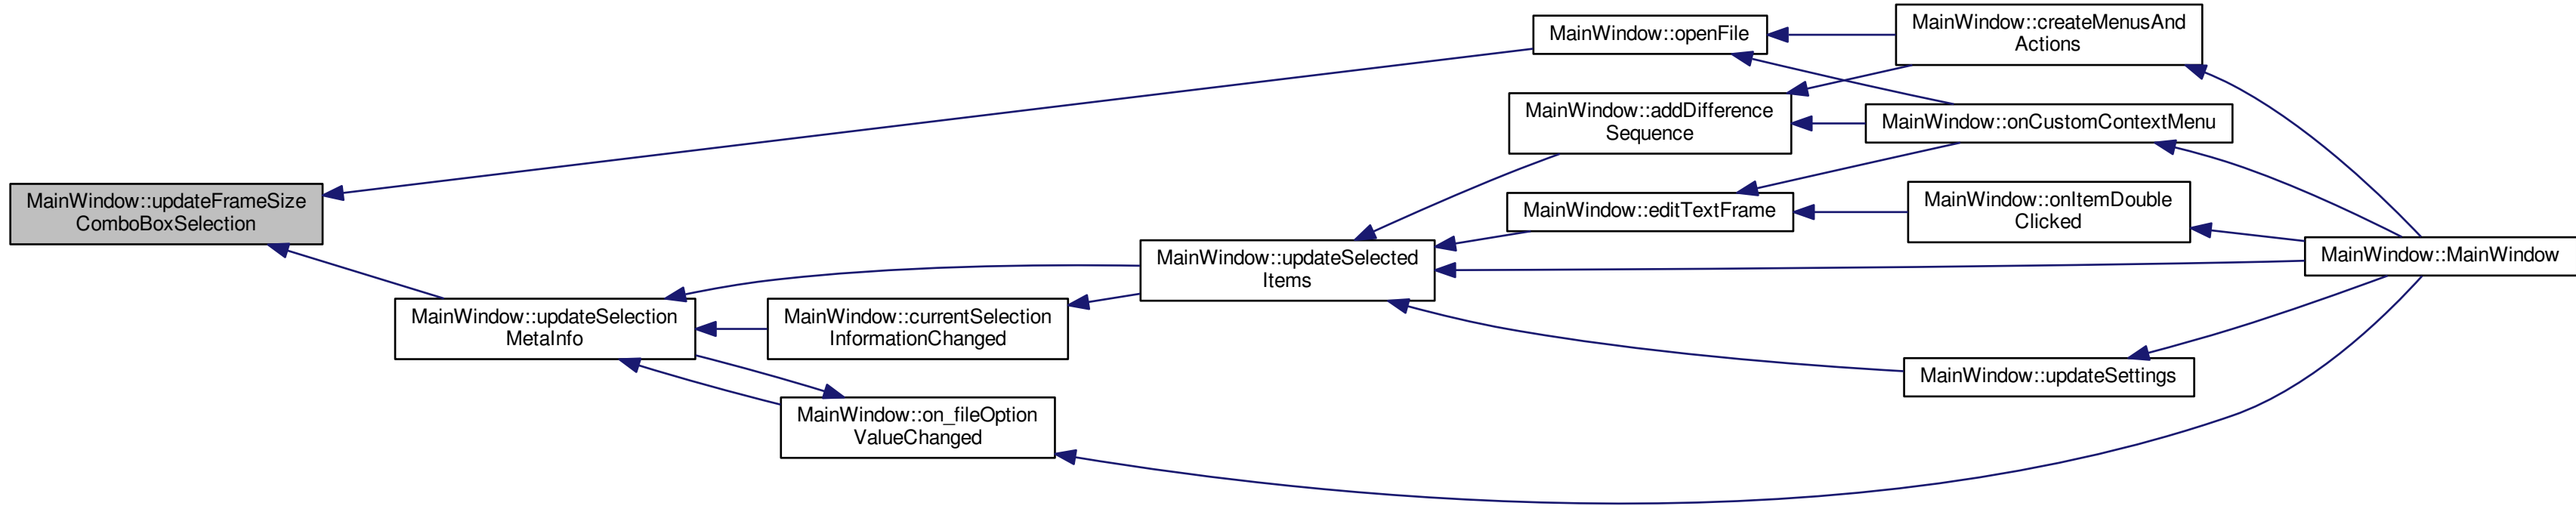 MainWindow::updateFrameSize
ComboBoxSelection
MainWindow::openFile
MainWindow::createMenusAnd
Actions
MainWindow::addDifference
Sequence
MainWindow::onCustomContextMenu
MainWindow::editTextFrame
MainWindow::onItemDouble
Clicked
MainWindow::updateSelected
Items
MainWindow::MainWindow
MainWindow::updateSelection
MetaInfo
MainWindow::currentSelection
InformationChanged
MainWindow::updateSettings
MainWindow::on_fileOption
ValueChanged